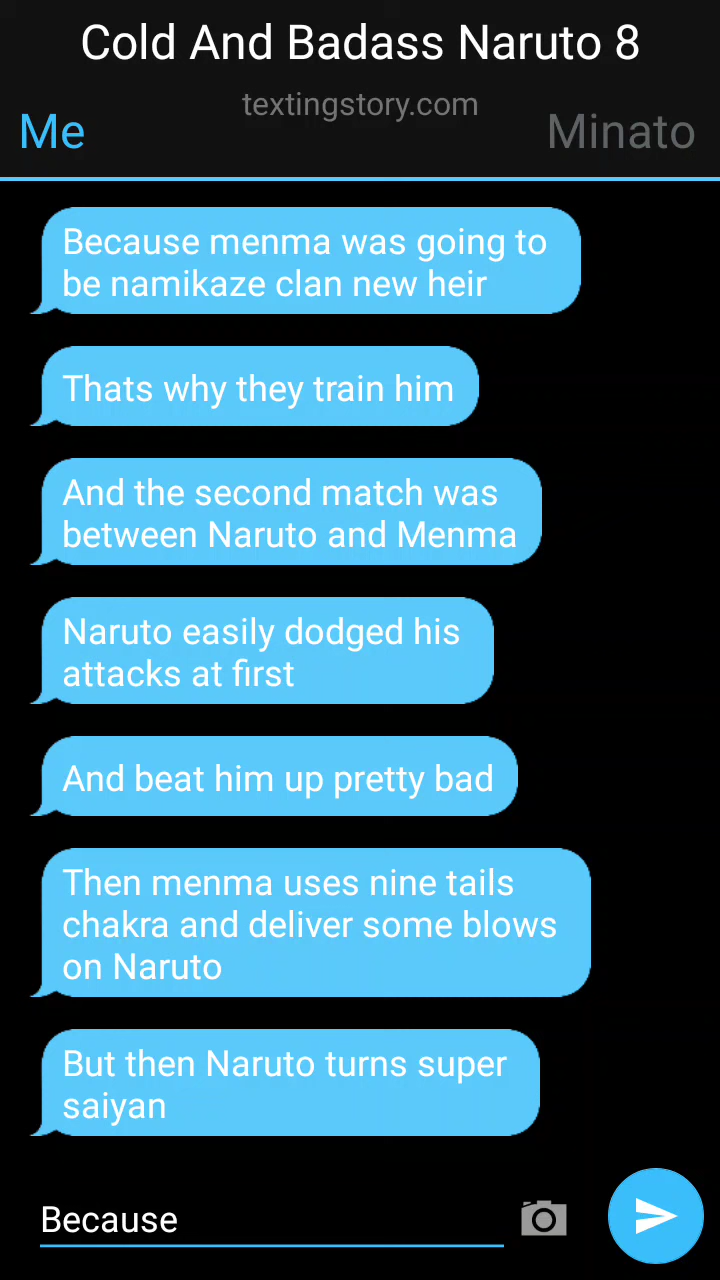 Cold And Badass Naruto 8
textingstory.com
Me
Minato
Because menma was going to
be namikaze clan new heir
Thats why they train him
And the second match was
between Naruto and Menma
Naruto easily dodged his
attacks at first
And beat him up pretty bad
Then menma uses nine tails
chakra and deliver some blows
on Naruto
But then Naruto turns super
saiyan
Because